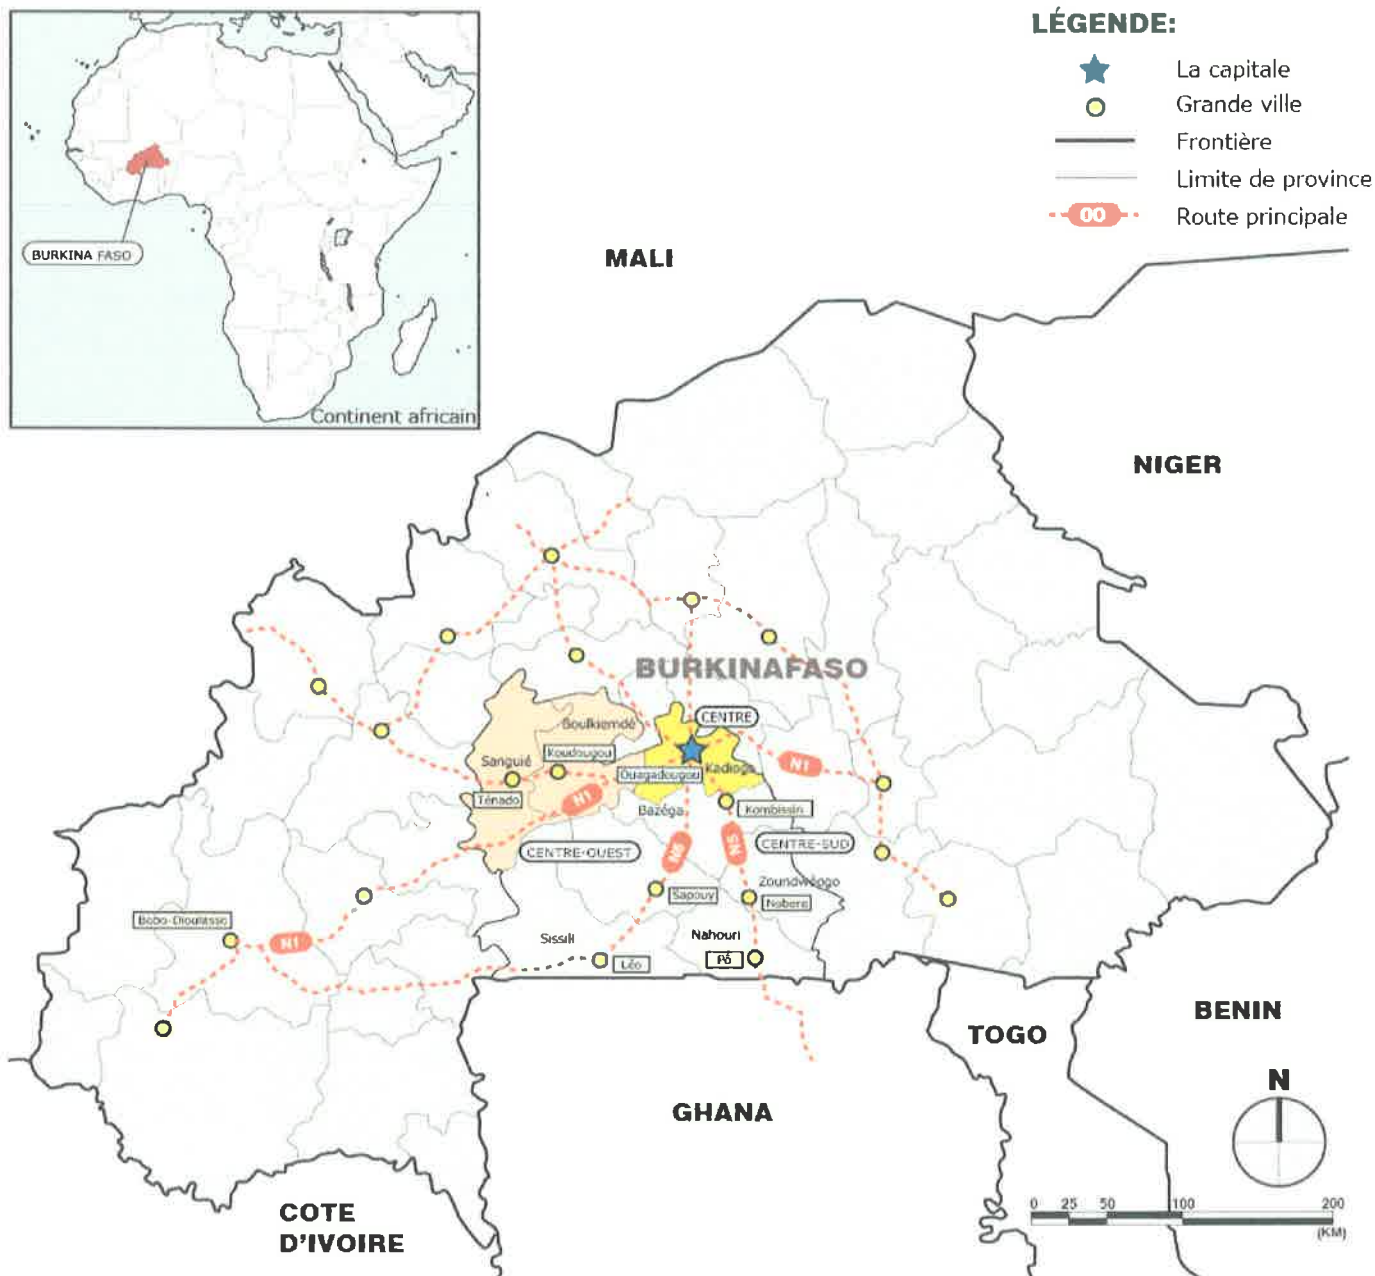 LÉGENDE:
La capitale
Grande ville
Frontière
Limite de province
00 Route principale
BURKINA FASO
Continent africain
MALI
NIGER
BURKINAFASO
CENTRE
Boulkiemdé
Koudougou
Sanguié
Ténado
Ouagadougou
Kadiogo
N1
N1
Bazéga
Kombissiri
CENTRE-OUEST
N6
N5
CENTRE-SUD
Zoundwéogo
Sapouy
Nobere
Bobo-Dioulasso
N1
Sissili
Nahouri
Léo
Pô
BENIN
TOGO
GHANA
N
COTE
D'IVOIRE
0 25 50 100 200
(KM)